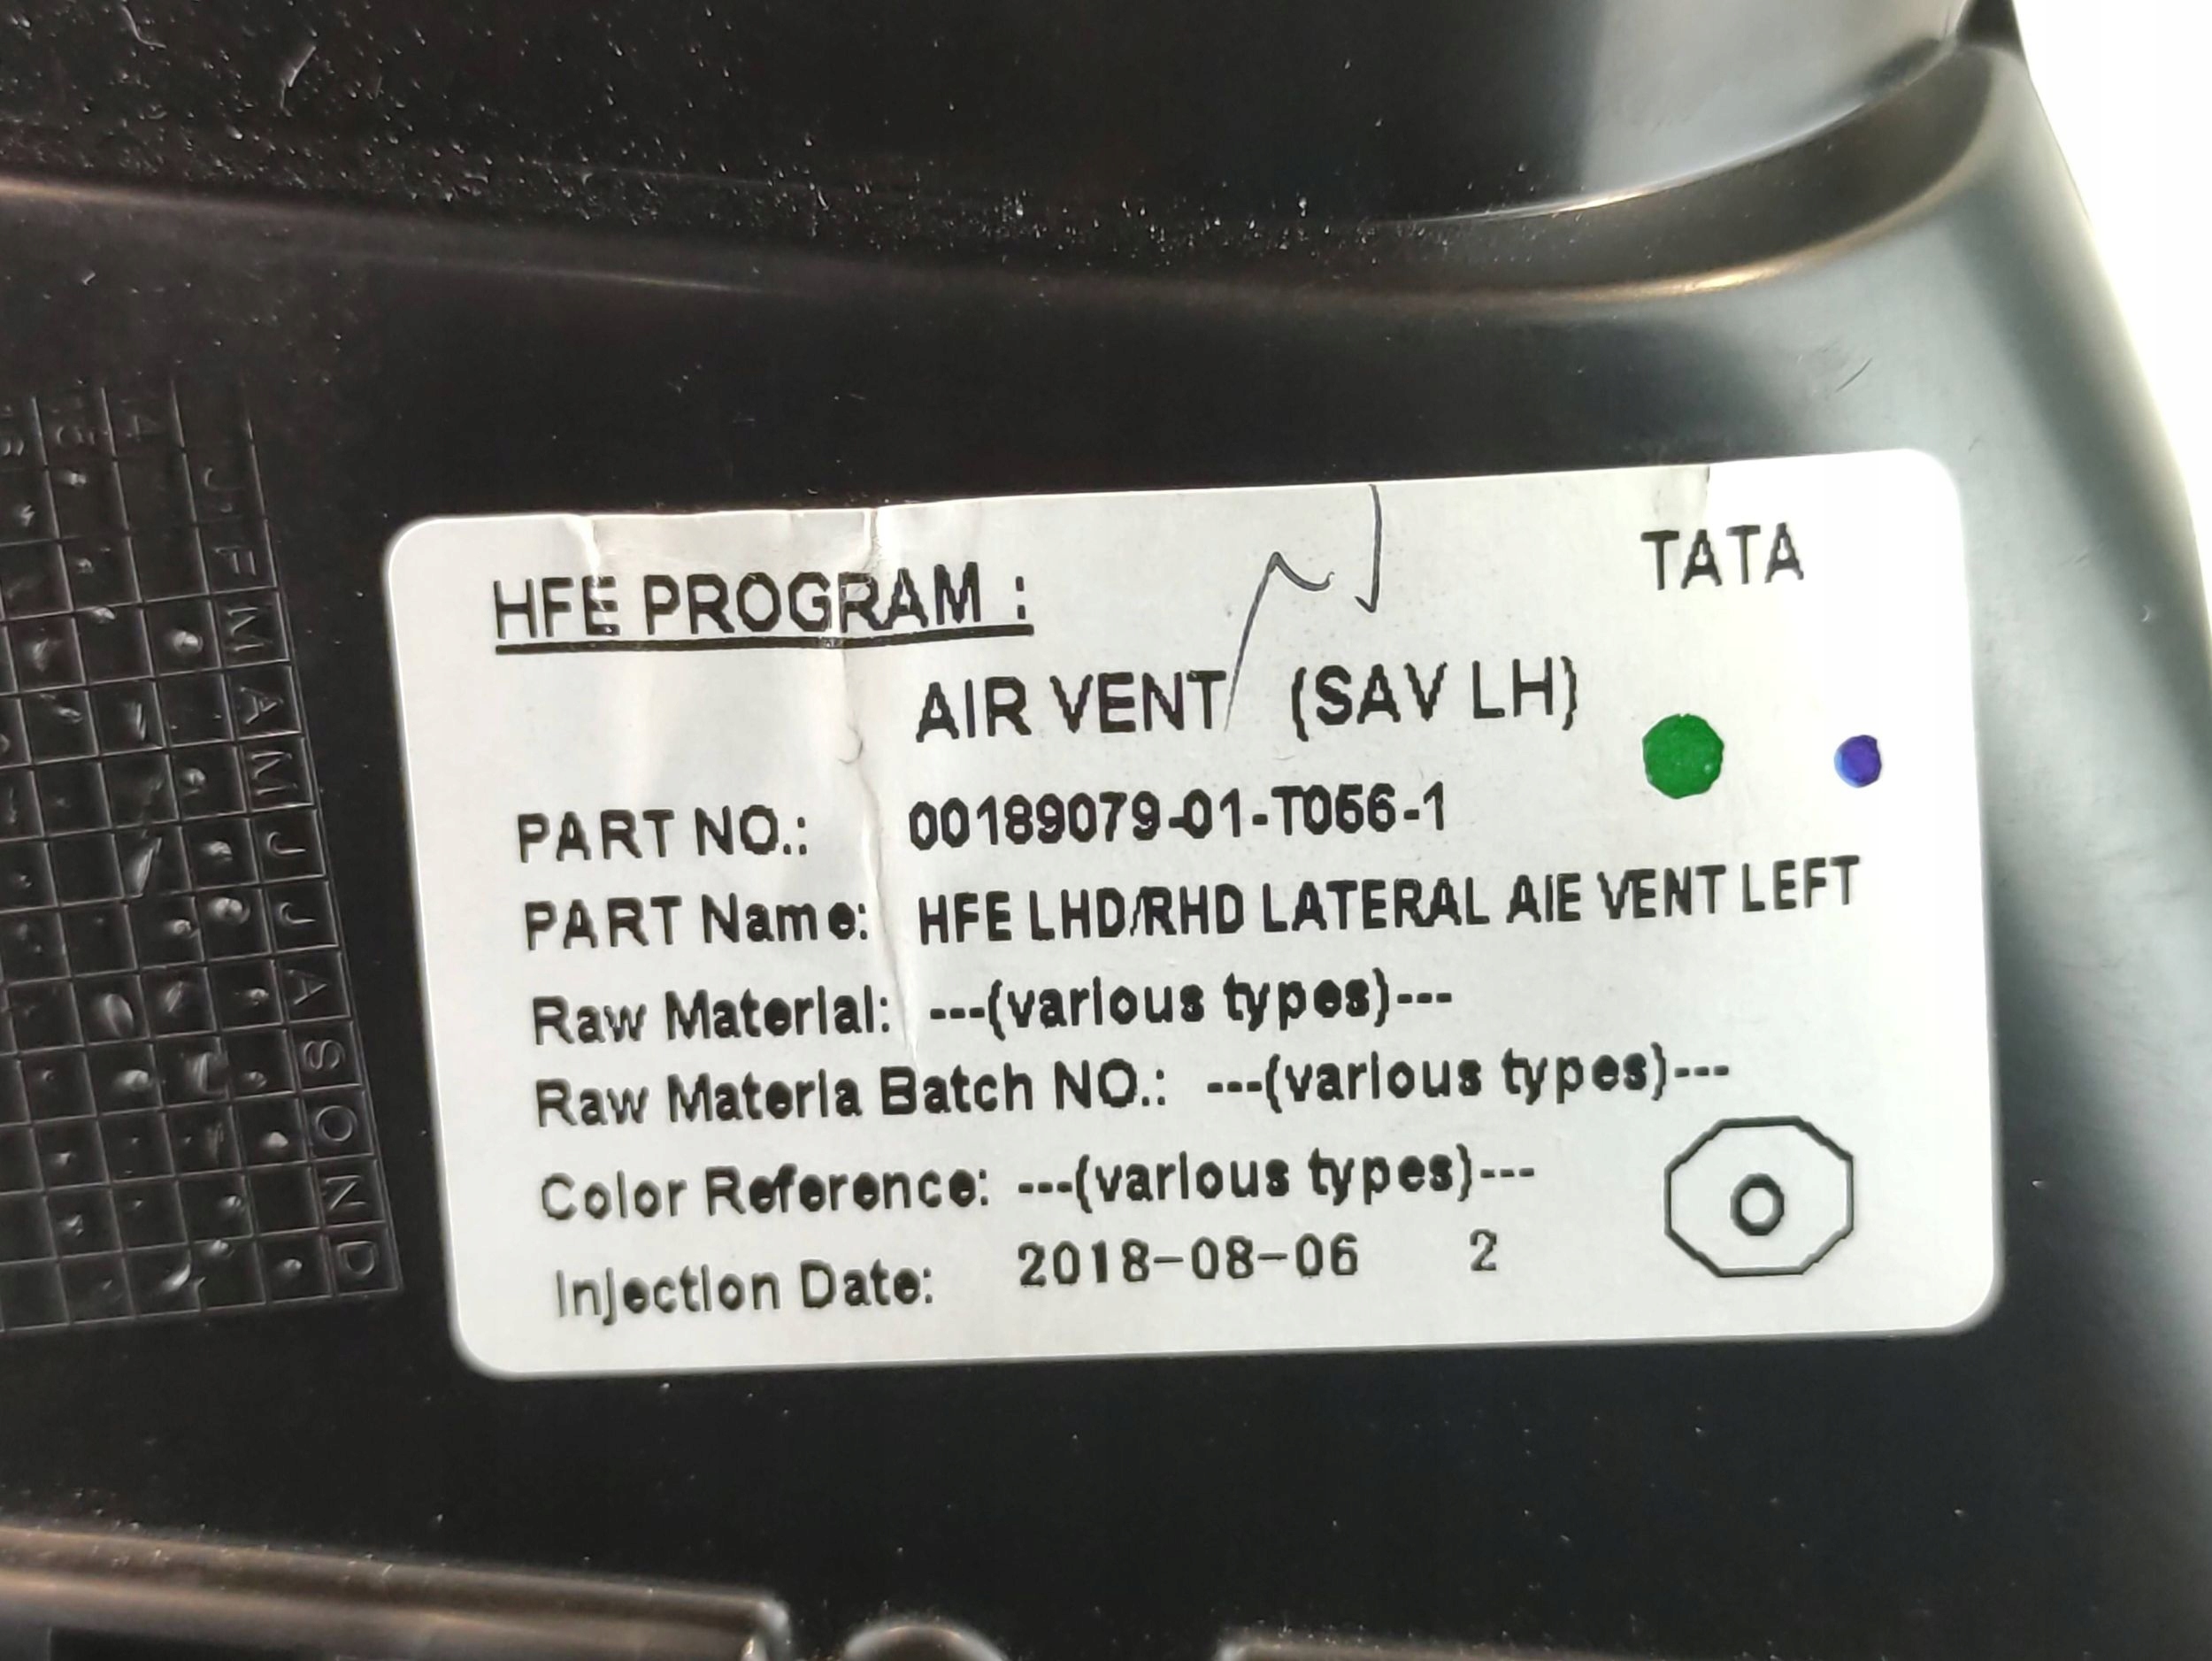 HFE PROGRAM :
TATA
AIR VENT (SAV LH)
PART NO.: 00189079-01-T056-1
PART Name: HFE LHD/RHD LATERAL AIE VENT LEFT
Raw Material: ---(various types)---
Raw Materia Batch NO.: ---(various types)---
Color Reference: ---(various types)---
Injection Date: 2018-08-06 2
J F M A M J J A S O N D